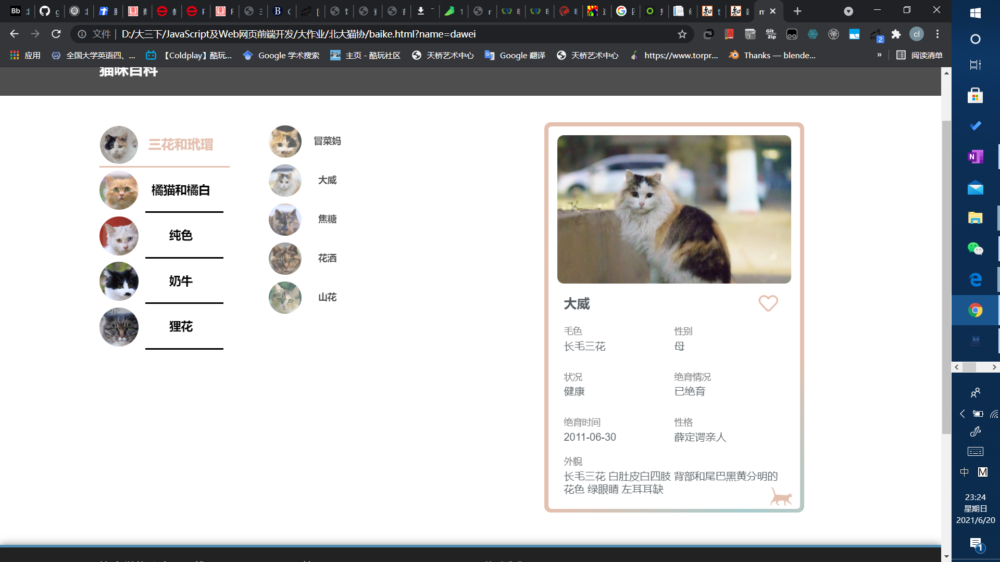 文件
D:/大三下/JavaScript及Web网页前端开发/大作业/北大猫协/baike.html?name=dawei
应用
全国大学英语四、...
【Coldplay】酷玩...
Google 学术搜索
主页 - 酷玩社区
天桥艺术中心
Google 翻译
天桥艺术中心
https://www.torpr...
Thanks — blende...
»
阅读清单
猫咪百科
三花和玳瑁
橘猫和橘白
纯色
奶牛
狸花
冒菜妈
大威
焦糖
花洒
山花
大威
毛色
长毛三花
性别
母
状况
健康
绝育情况
已绝育
绝育时间
2011-06-30
性格
薛定谔亲人
外貌
长毛三花 白肚皮白四肢 背部和尾巴黑黄分明的
花色 绿眼睛 左耳耳缺
中
M
23:24
星期日
2021/6/20
1